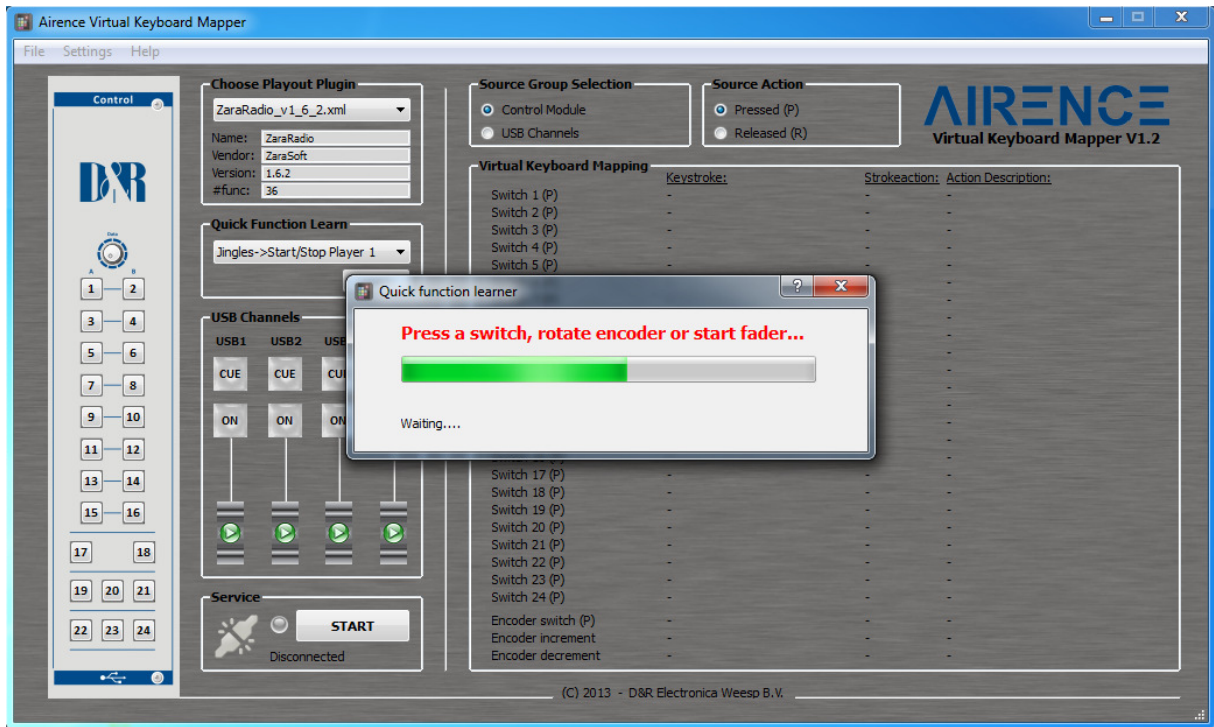 Airence Virtual Keyboard Mapper
File Settings Help
Control
D&R
Data
A B
1 2
3 4
5 6
7 8
9 10
11 12
13 14
15 16
17 18
19 20 21
22 23 24
Choose Playout Plugin
ZaraRadio_v1_6_2.xml
Name: ZaraRadio
Vendor: ZaraSoft
Version: 1.6.2
#func: 36
Quick Function Learn
Jingles->Start/Stop Player 1
USB Channels
USB1 USB2
CUE CUE
ON ON ON
Service
START
Disconnected
Source Group Selection
Control Module
USB Channels
Source Action
Pressed (P)
Released (R)
AIRENCE
Virtual Keyboard Mapper V1.2
Virtual Keyboard Mapping
Keystroke: Strokeaction: Action Description:
Switch 1 (P) - - -
Switch 2 (P) - - -
Switch 3 (P) - - -
Switch 4 (P) - - -
Switch 5 (P) - - -
Quick function learner
Press a switch, rotate encoder or start fader...
Waiting....
Switch 17 (P) - - -
Switch 18 (P) - - -
Switch 19 (P) - - -
Switch 20 (P) - - -
Switch 21 (P) - - -
Switch 22 (P) - - -
Switch 23 (P) - - -
Switch 24 (P) - - -
Encoder switch (P) - - -
Encoder increment - - -
Encoder decrement - - -
(C) 2013 - D&R Electronica Weesp B.V.